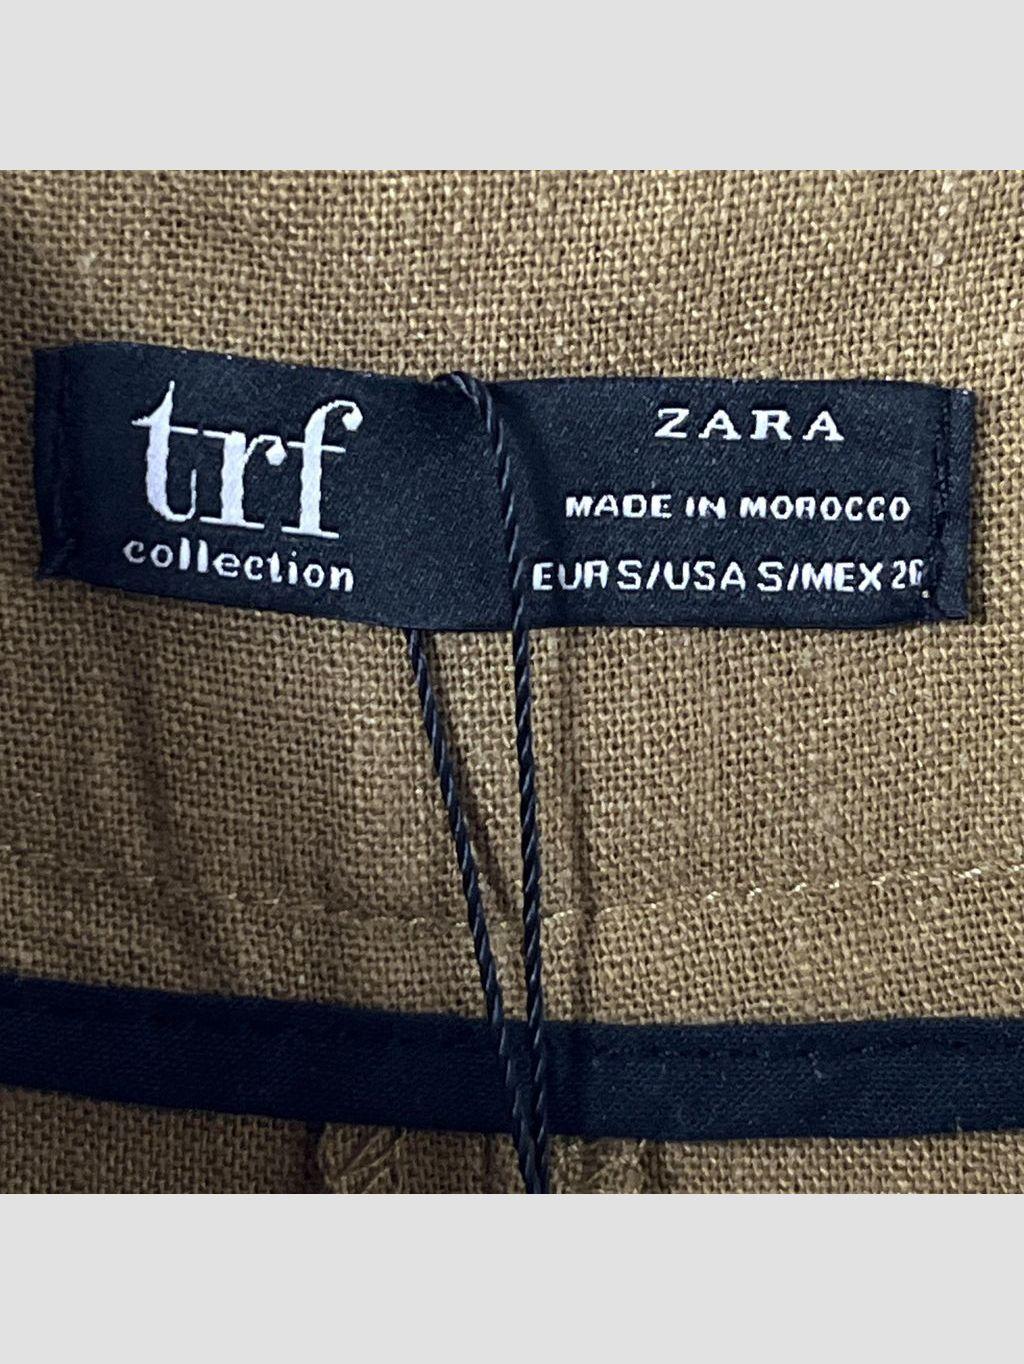 trf
collection
ZARA
MADE IN MOROCCO
EUR S/USA S/MEX 26